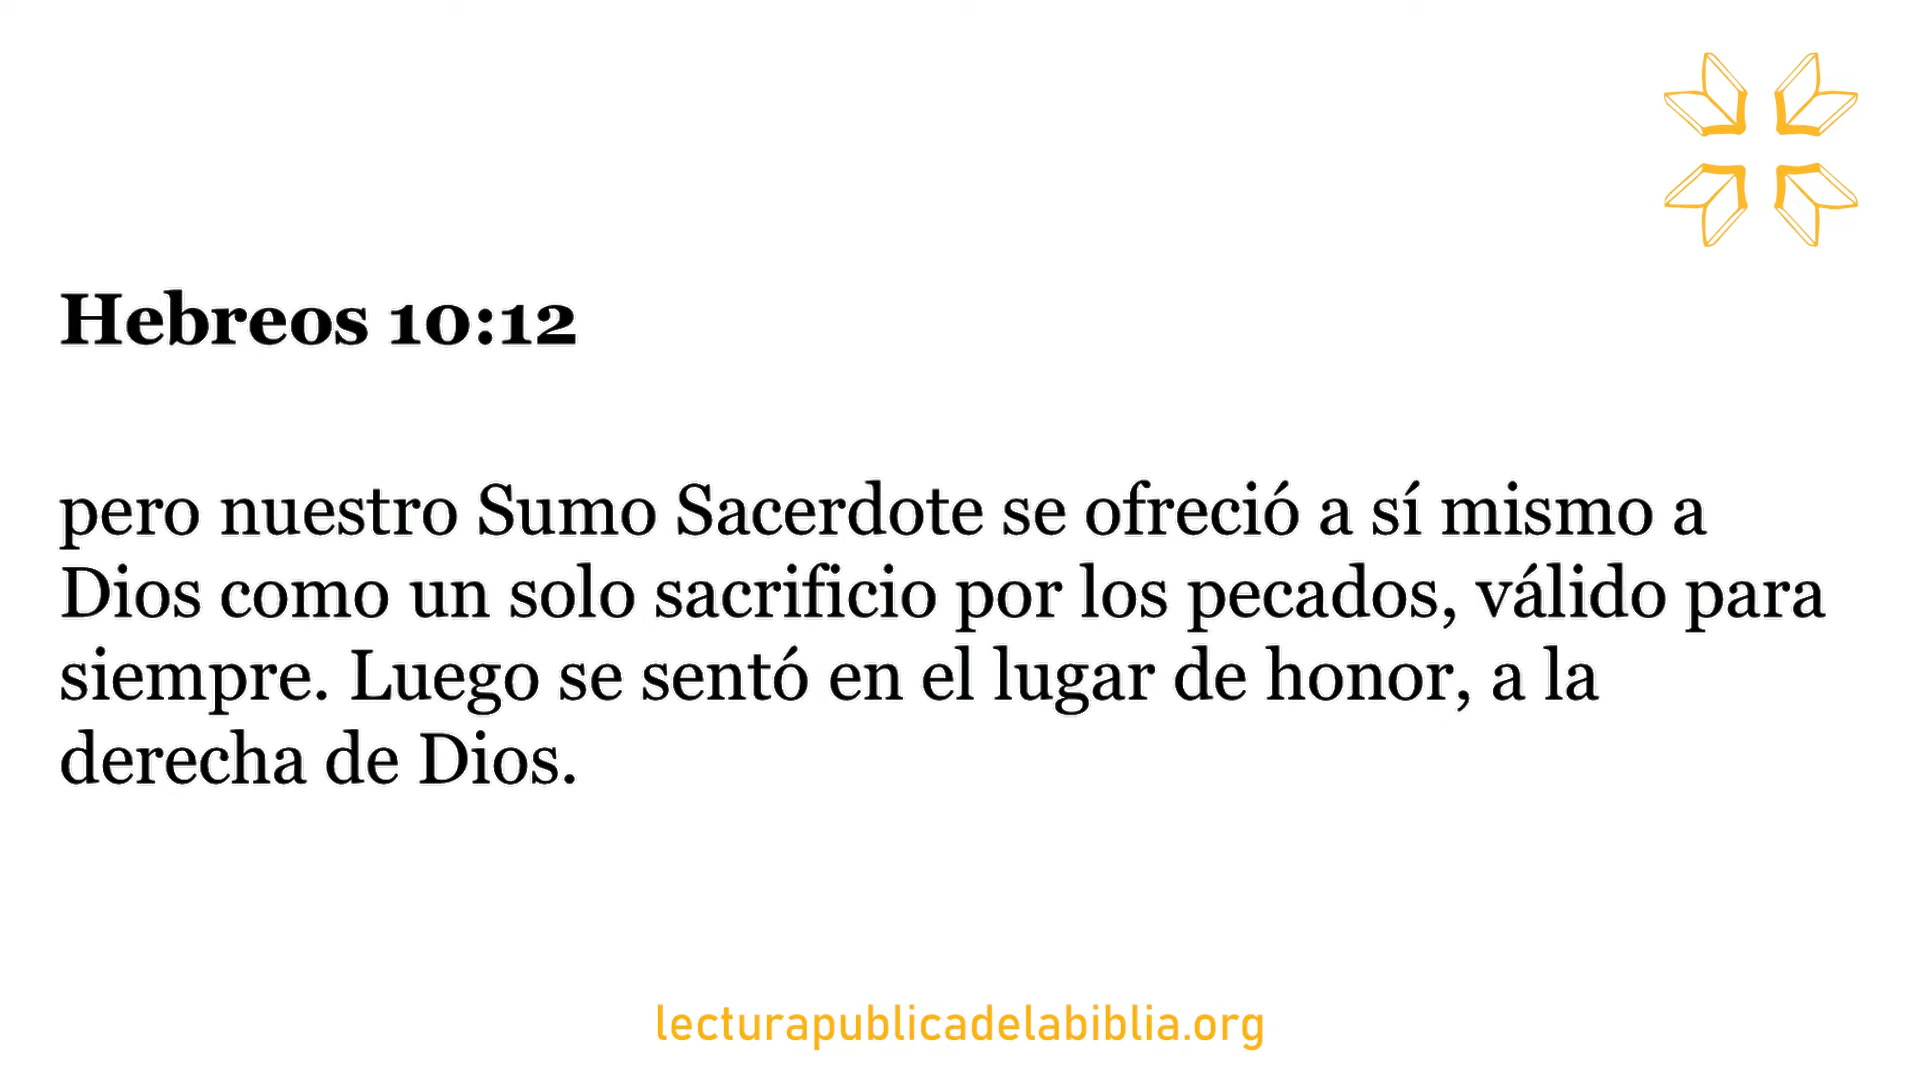 Hebreos 10:12
pero nuestro Sumo Sacerdote se ofreció a sí mismo a
Dios como un solo sacrificio por los pecados, válido para
siempre. Luego se sentó en el lugar de honor, a la
derecha de Dios.
lecturapublicadelabiblia.org